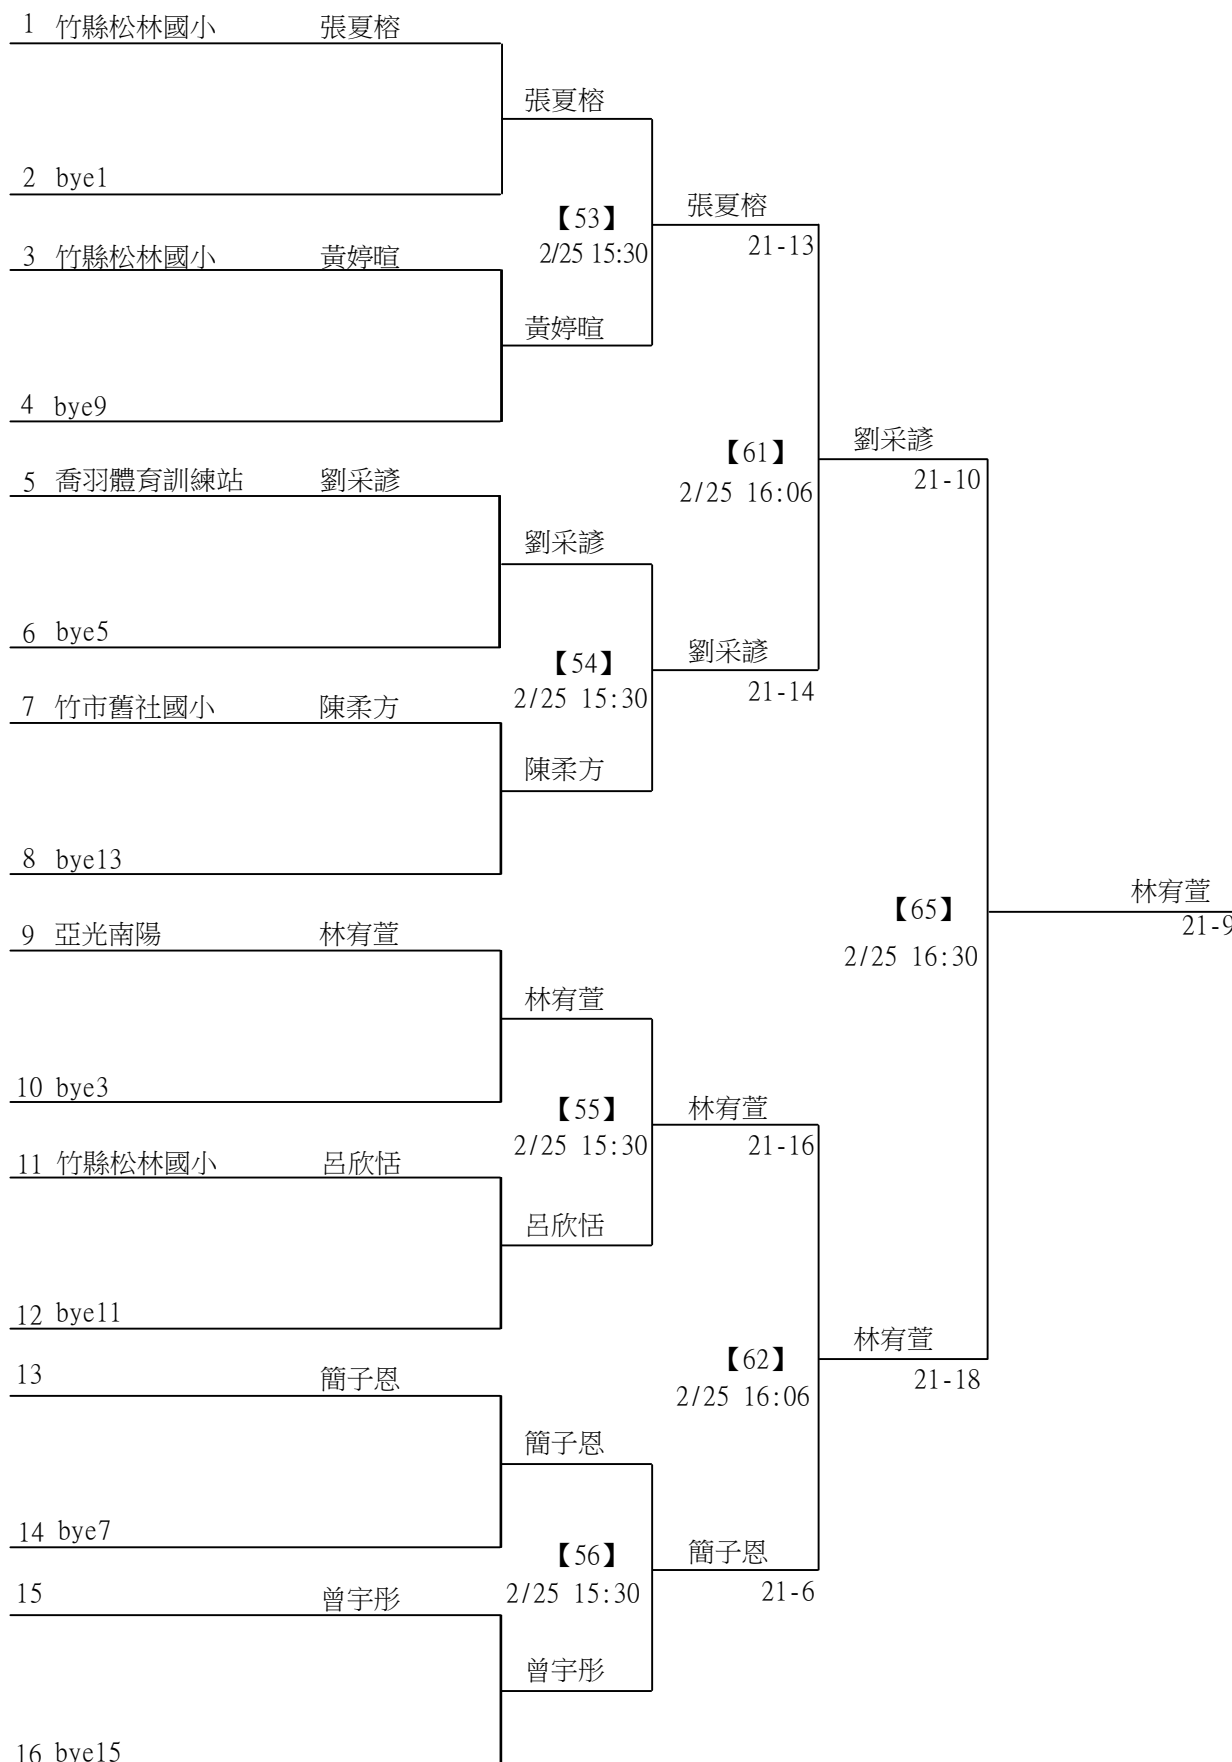 1 竹縣松林國小 張夏榕
張夏榕
2 bye1
【53】
張夏榕
2/25 15:30
21-13
3 竹縣松林國小 黃婷暄
黃婷暄
4 bye9
【61】
劉采諺
2/25 16:06
21-10
5 喬羽體育訓練站 劉采諺
劉采諺
6 bye5
【54】
劉采諺
2/25 15:30
21-14
7 竹市舊社國小 陳柔方
陳柔方
8 bye13
【65】
林宥萱
21-9
2/25 16:30
9 亞光南陽 林宥萱
林宥萱
10 bye3
【55】
林宥萱
2/25 15:30
21-16
11 竹縣松林國小 呂欣恬
呂欣恬
12 bye11
【62】
林宥萱
2/25 16:06
21-18
13 簡子恩
簡子恩
14 bye7
【56】
簡子恩
2/25 15:30
21-6
15 曾宇彤
曾宇彤
16 bye15